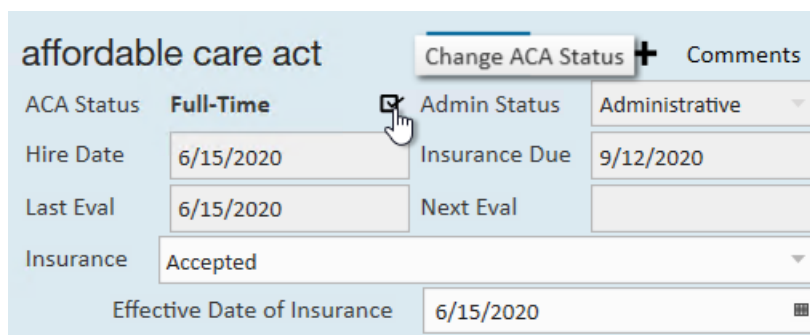 affordable care act Change ACA Status Comments
ACA Status Full-Time Admin Status Administrative
Hire Date 6/15/2020 Insurance Due 9/12/2020
Last Eval 6/15/2020 Next Eval
Insurance Accepted
Effective Date of Insurance 6/15/2020